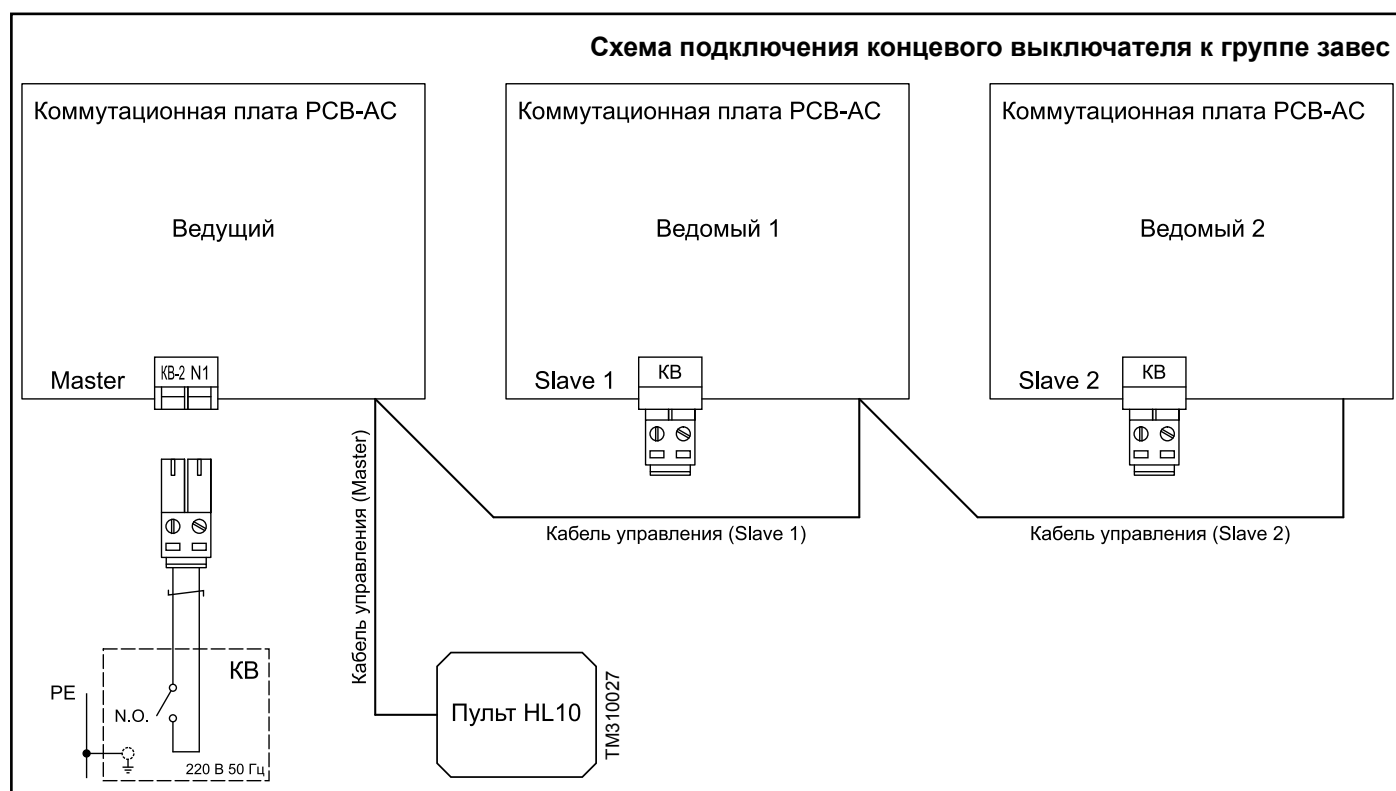 Схема подключения концевого выключателя к группе завес
Коммутационная плата PCB-AC
Коммутационная плата PCB-AC
Коммутационная плата PCB-AC
Ведущий
Ведомый 1
Ведомый 2
Master
КВ-2 N1
Slave 1
КВ
Slave 2
КВ
Кабель управления (Master)
Кабель управления (Slave 1)
Кабель управления (Slave 2)
КВ
PE
N.O.
220 В 50 Гц
Пульт HL10
TM310027